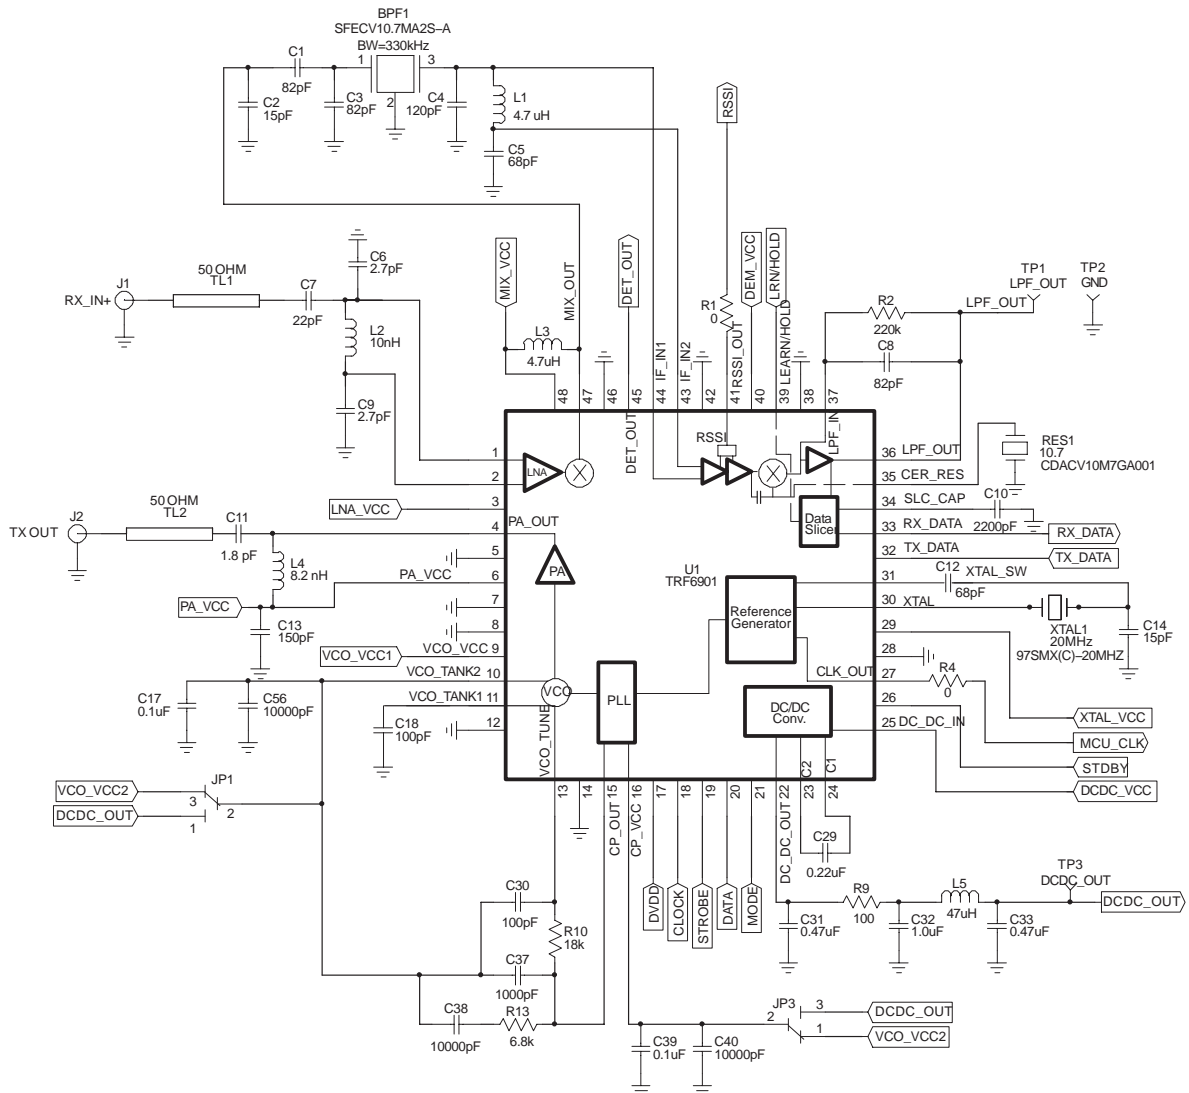 BPF1
SFECV10.7MA2S–A
BW=330kHz
C1
82pF
1
3
2
C2
15pF
C3
82pF
C4
120pF
L1
4.7 uH
C5
68pF
RSSI
MIX_VCC
MIX_OUT
DET_OUT
DEM_VCC
LRN/HOLD
J1
RX_IN+
50 OHM
TL1
C7
22pF
C6
2.7pF
L2
10nH
C9
2.7pF
L3
4.7uH
IF_IN1
IF_IN2
R1
0
RSSI_OUT
LEARN/HOLD
R2
220k
C8
82pF
LPF_OUT
TP1
LPF_OUT
TP2
GND
48
47
46
45
44
43
42
41
40
39
38
37
DET_OUT
RSSI
LPF_IN
LNA
1
2
3
4
5
6
7
8
9
10
11
12
LNA_VCC
J2
TX OUT
50 OHM
TL2
C11
1.8 pF
PA_OUT
L4
8.2 nH
PA_VCC
PA_VCC
C13
150pF
PA
VCO_VCC1
VCO_VCC
VCO_TANK2
VCO_TANK1
VCO
VCO_TUNE
PLL
C17
0.1uF
C56
10000pF
C18
100pF
36
LPF_OUT
35
CER_RES
34
SLC_CAP
33
RX_DATA
32
TX_DATA
31
30
XTAL
29
28
27
26
25
DC_DC_IN
RES1
10.7
CDACV10M7GA001
C10
2200pF
RX_DATA
TX_DATA
Data
Slicer
U1
TRF6901
Reference
Generator
CLK_OUT
DC/DC
Conv.
C2
C1
C12
68pF
XTAL_SW
XTAL1
20MHz
97SMX(C)–20MHZ
C14
15pF
R4
0
XTAL_VCC
MCU_CLK
STDBY
DCDC_VCC
VCO_VCC2
DCDC_OUT
JP1
3
2
1
13
14
15
16
17
18
19
20
21
22
23
24
CP_OUT
CP_VCC
DVDD
CLOCK
STROBE
DATA
MODE
DC_DC_OUT
C29
0.22uF
C30
100pF
R10
18k
C37
1000pF
C38
10000pF
R13
6.8k
C31
0.47uF
R9
100
C32
1.0uF
L5
47uH
C33
0.47uF
TP3
DCDC_OUT
DCDC_OUT
C39
0.1uF
C40
10000pF
JP3
2
3
1
DCDC_OUT
VCO_VCC2